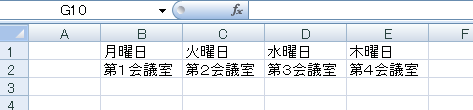 G10 fx
A B C D E F
1 月曜日 火曜日 水曜日 木曜日
2 第1会議室 第2会議室 第3会議室 第4会議室
3